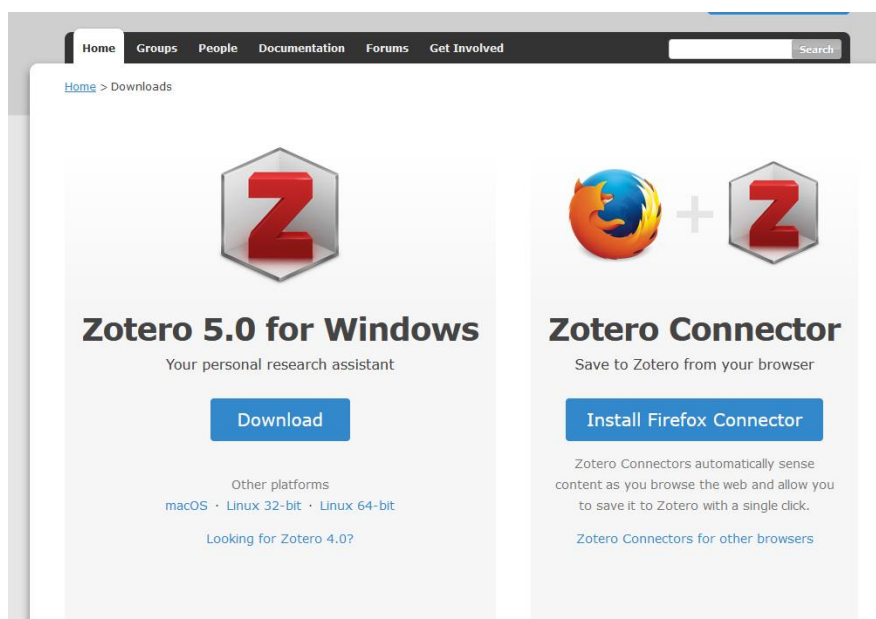 Home Groups People Documentation Forums Get Involved Search
Home > Downloads
Z
Z
Zotero 5.0 for Windows
Your personal research assistant
Download
Other platforms
macOS · Linux 32-bit · Linux 64-bit
Looking for Zotero 4.0?
Zotero Connector
Save to Zotero from your browser
Install Firefox Connector
Zotero Connectors automatically sense
content as you browse the web and allow you
to save it to Zotero with a single click.
Zotero Connectors for other browsers